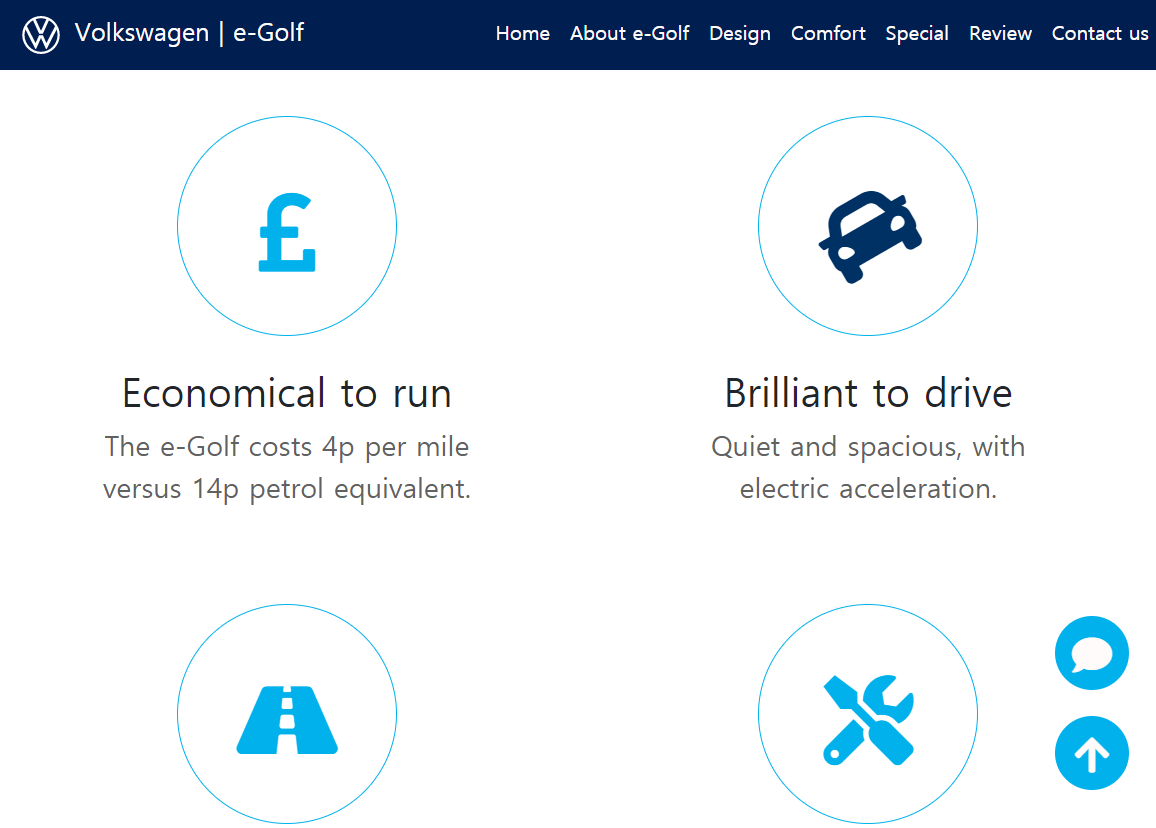 Volkswagen | e-Golf
Home About e-Golf Design Comfort Special Review Contact us
£
Economical to run
The e-Golf costs 4p per mile
versus 14p petrol equivalent.
Brilliant to drive
Quiet and spacious, with
electric acceleration.